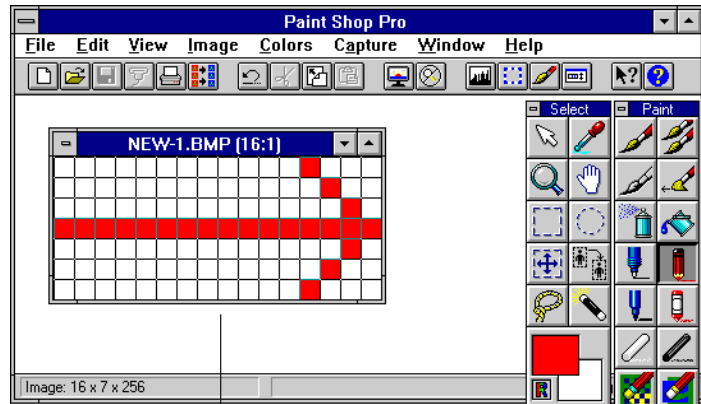 Paint Shop Pro
File Edit View Image Colors Capture Window Help
Select Paint
NEW-1.BMP (16:1)
Image: 16 x 7 x 256
R